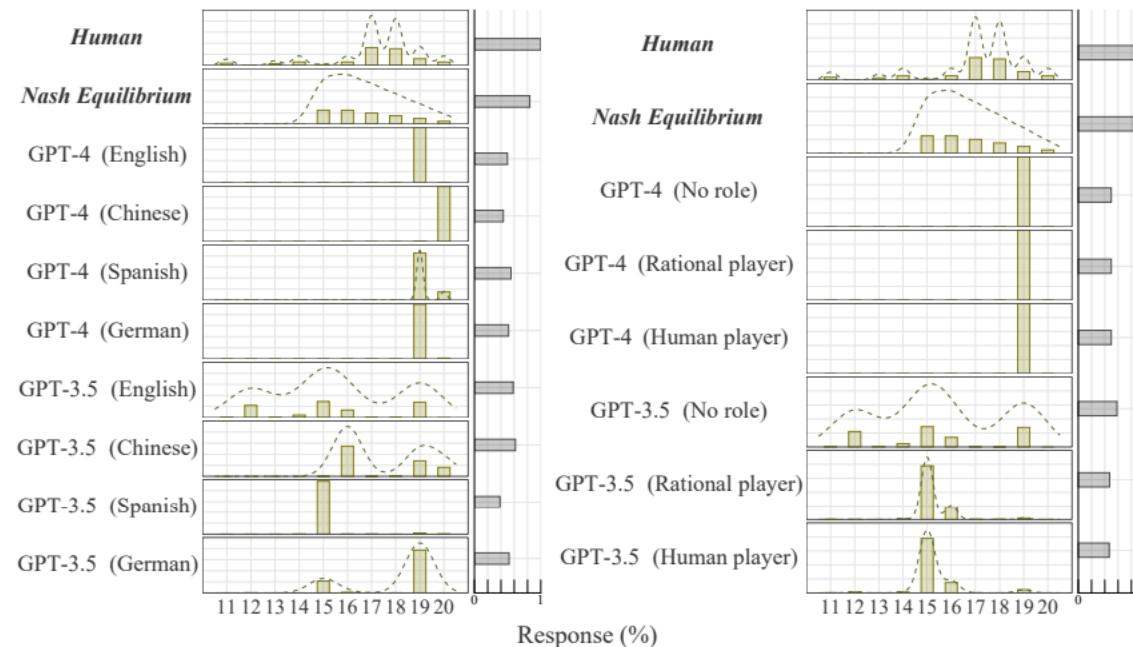 Human
Nash Equilibrium
GPT-4 (English)
GPT-4 (Chinese)
GPT-4 (Spanish)
GPT-4 (German)
GPT-3.5 (English)
GPT-3.5 (Chinese)
GPT-3.5 (Spanish)
GPT-3.5 (German)
11 12 13 14 15 16 17 18 19 20
0 1
Human
Nash Equilibrium
GPT-4 (No role)
GPT-4 (Rational player)
GPT-4 (Human player)
GPT-3.5 (No role)
GPT-3.5 (Rational player)
GPT-3.5 (Human player)
11 12 13 14 15 16 17 18 19 20
0
Response (%)